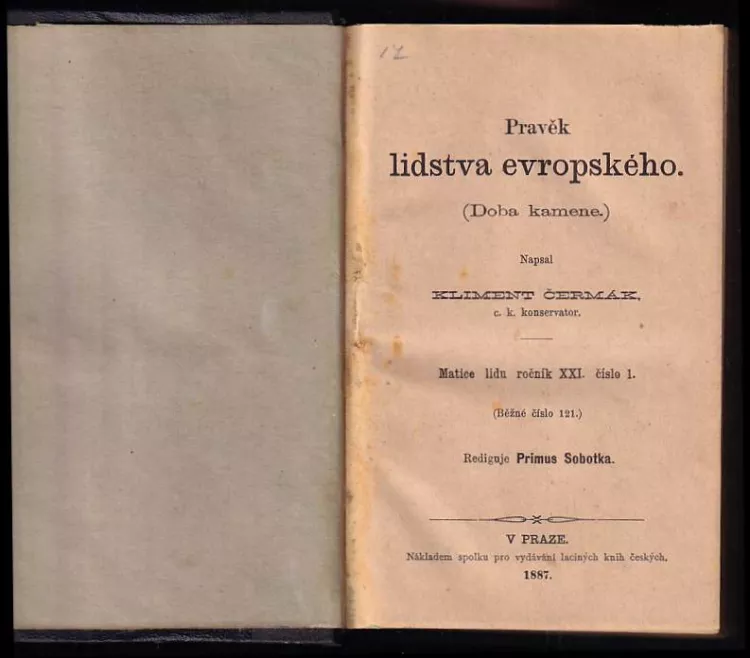 12
Pravěk
lidstva evropského.
(Doba kamene.)
Napsal
KLIMENT ČERMÁK,
c. k. konservator.
Matice lidu ročník XXI. číslo 1.
(Běžné číslo 121.)
Rediguje Primus Sobotka.
V PRAZE.
Nákladem spolku pro vydávání laciných knih českých.
1887.